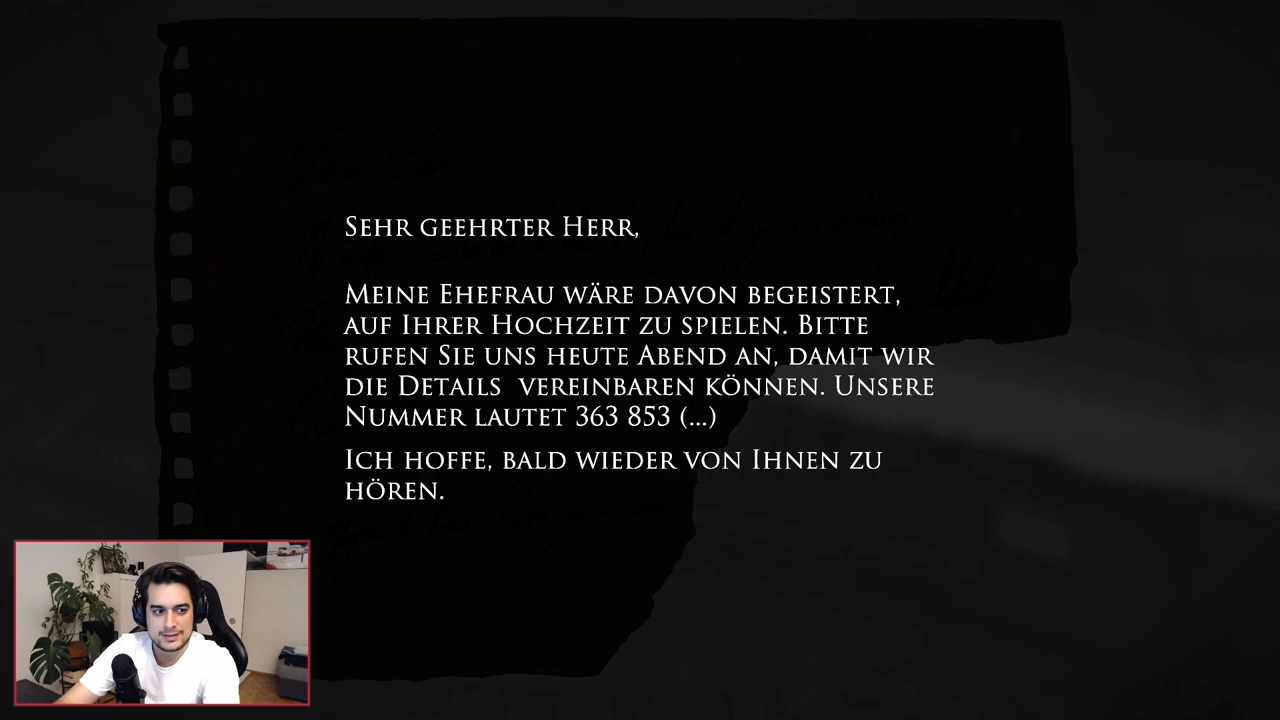 Sehr geehrter Herr,
Meine Ehefrau wäre davon begeistert,
auf Ihrer Hochzeit zu spielen. Bitte
rufen Sie uns heute Abend an, damit wir
die Details vereinbaren können. Unsere
Nummer lautet 363 853 (...)
Ich hoffe, bald wieder von Ihnen zu
hören.